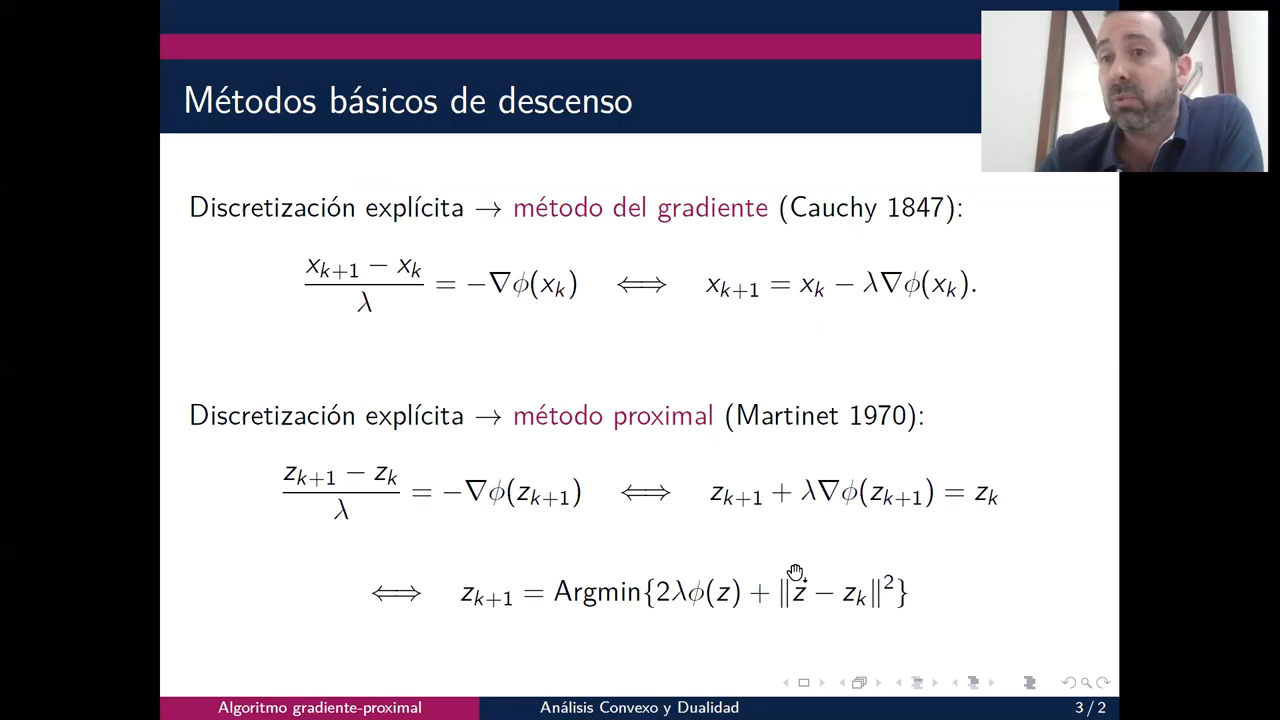 Métodos básicos de descenso
Discretización explícita → método del gradiente (Cauchy 1847):
\frac{x_{k+1} − x_k}{λ} = −∇ϕ(x_k) ⟺ x_{k+1} = x_k − λ∇ϕ(x_k).
Discretización explícita → método proximal (Martinet 1970):
\frac{z_{k+1} − z_k}{λ} = −∇ϕ(z_{k+1}) ⟺ z_{k+1} + λ∇ϕ(z_{k+1}) = z_k
⟺ z_{k+1} = Argmin{2λϕ(z) + ‖z − z_k‖²}
Algoritmo gradiente-proximal Análisis Convexo y Dualidad 3 / 2